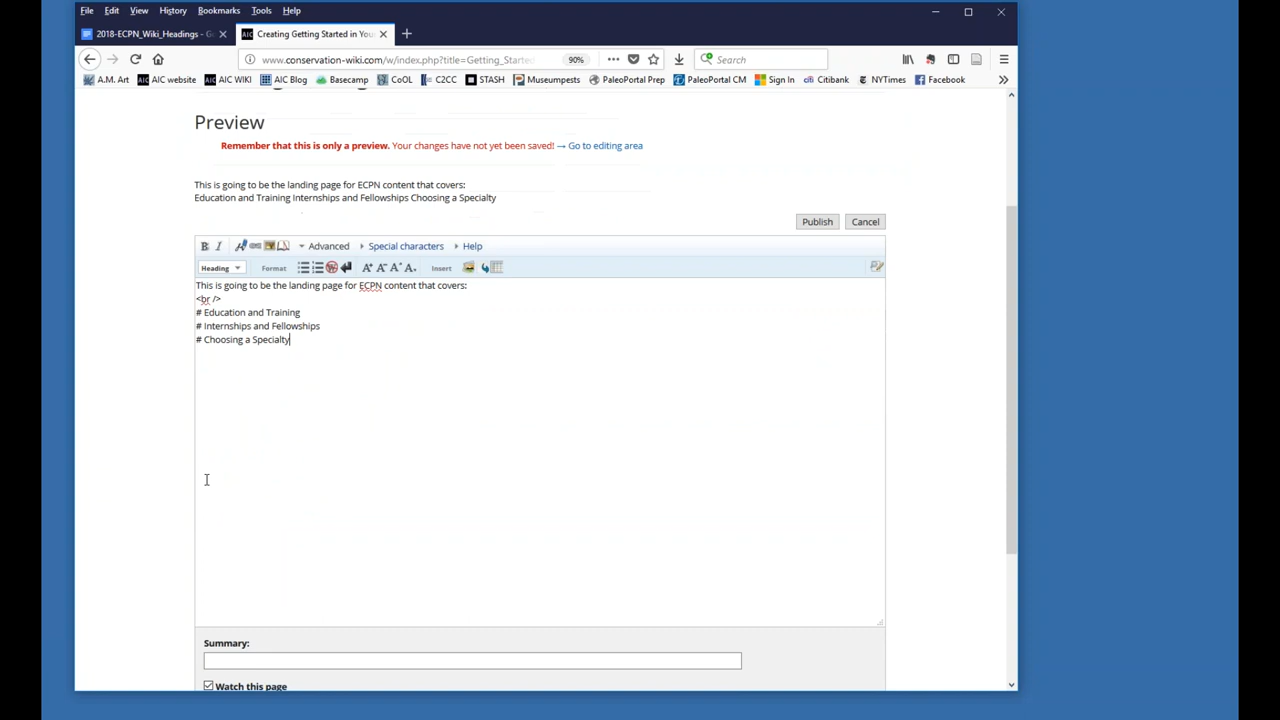 File Edit View History Bookmarks Tools Help
2018-ECPN_Wiki_Headings - G
Creating Getting Started in You
www.conservation-wiki.com/w/index.php?title=Getting_Started 90% Search
A.M. Art AIC website AIC WIKI AIC Blog Basecamp CoOL C2CC STASH Museumpests PaleoPortal Prep PaleoPortal CM Sign In Citibank NYTimes Facebook
Preview
Remember that this is only a preview. Your changes have not yet been saved! → Go to editing area
This is going to be the landing page for ECPN content that covers:
Education and Training Internships and Fellowships Choosing a Specialty
Publish Cancel
B I Advanced Special characters Help
Heading Format A A A A Insert
This is going to be the landing page for ECPN content that covers:
<br />
# Education and Training
# Internships and Fellowships
# Choosing a Specialty
Summary:
Watch this page